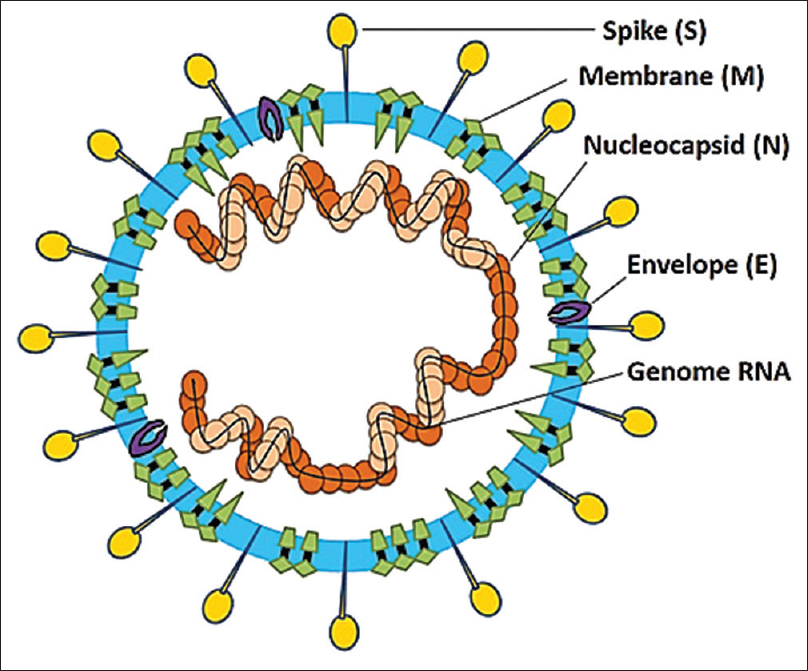 Spike (S)
Membrane (M)
Nucleocapsid (N)
Envelope (E)
Genome RNA